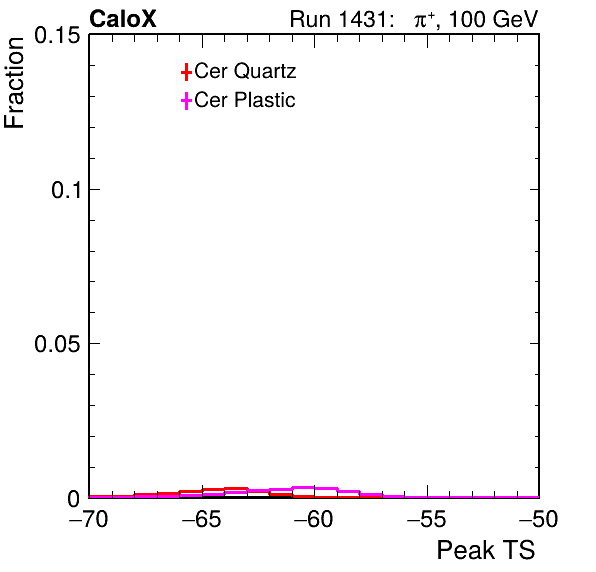 CaloX Run 1431: π⁺, 100 GeV
Fraction
Cer Quartz
Cer Plastic
0.15
0.1
0.05
0
−70 −65 −60 −55 −50
Peak TS